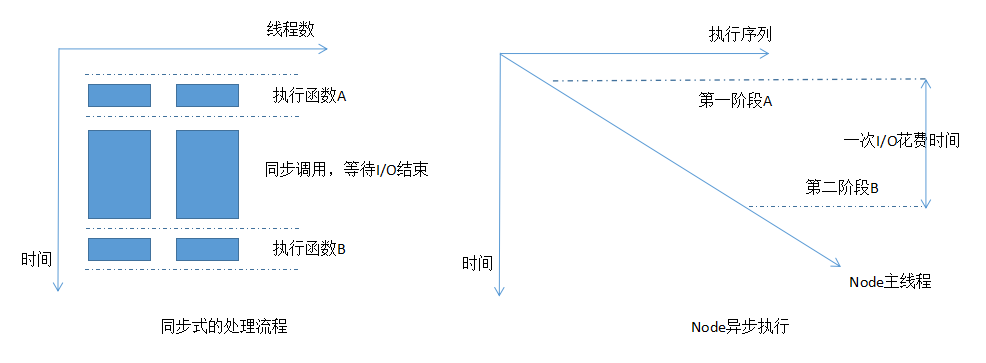 线程数
执行函数A
同步调用，等待I/O结束
执行函数B
时间
同步式的处理流程
执行序列
第一阶段A
一次I/O花费时间
第二阶段B
时间
Node主线程
Node异步执行